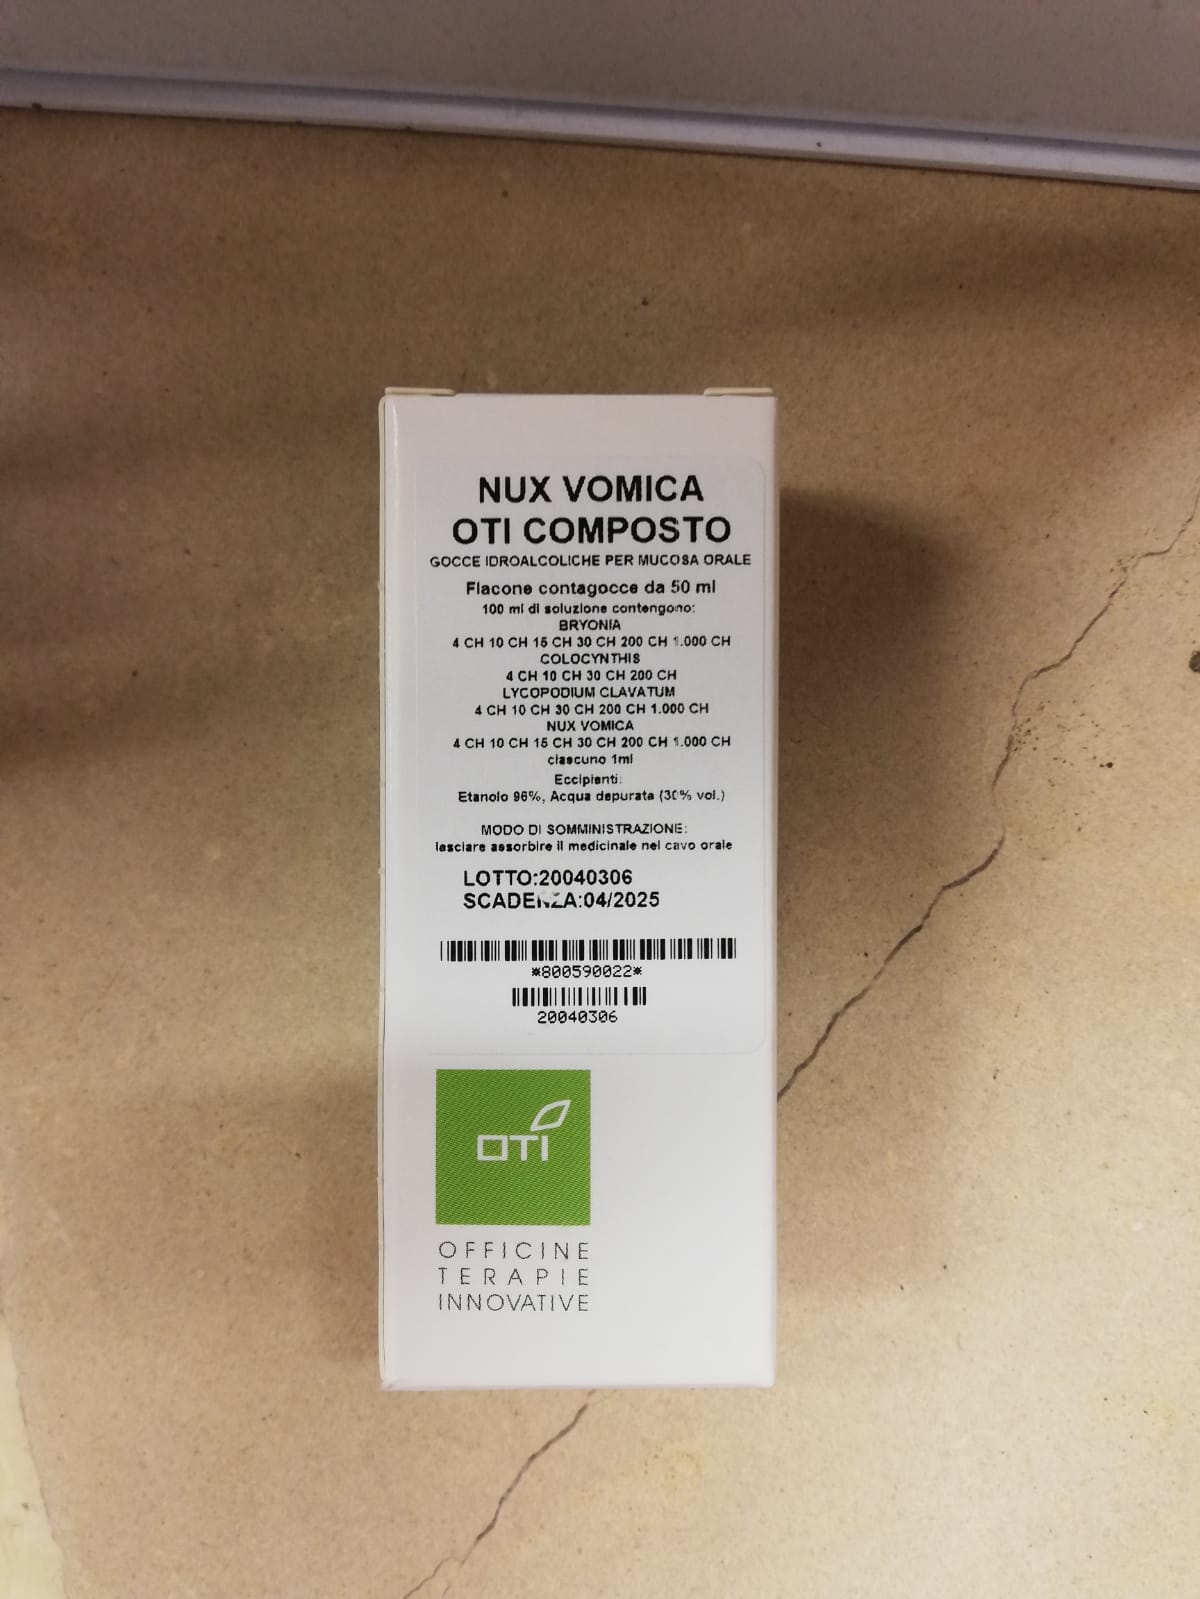 NUX VOMICA
OTI COMPOSTO
GOCCE IDROALCOLICHE PER MUCOSA ORALE
Flacone contagocce da 50 ml
100 ml di soluzione contengono:
BRYONIA
4 CH 10 CH 15 CH 30 CH 200 CH 1.000 CH
COLOCYNTHIS
4 CH 10 CH 30 CH 200 CH
LYCOPODIUM CLAVATUM
4 CH 10 CH 30 CH 200 CH 1.000 CH
NUX VOMICA
4 CH 10 CH 15 CH 30 CH 200 CH 1.000 CH
ciascuno 1ml
Eccipienti:
Etanolo 96%, Acqua depurata (30% vol.)
MODO DI SOMMINISTRAZIONE:
lasciare assorbire il medicinale nel cavo orale
LOTTO:20040306
SCADENZA:04/2025
*800590022*
20040306
OTI
OFFICINE
TERAPIE
INNOVATIVE